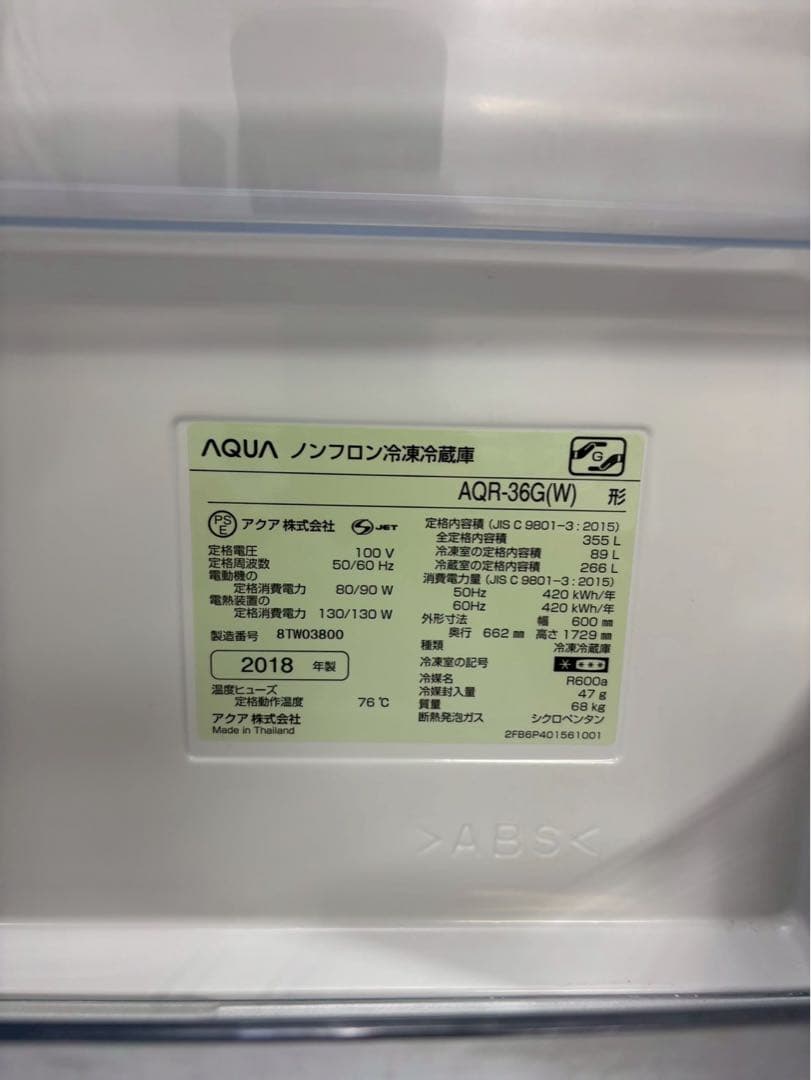 AQUA ノンフロン冷凍冷蔵庫
G
AQR-36G(W) 形
PS
E
アクア 株式会社
S JET
定格電圧 100 V
定格周波数 50/60 Hz
電動機の
定格消費電力 80/90 W
電熱装置の
定格消費電力 130/130 W
製造番号 8TW03800
2018 年製
温度ヒューズ
定格動作温度 76 ℃
アクア 株式会社
Made in Thailand
定格内容積 (JIS C 9801-3 : 2015)
全定格内容積 355 L
冷凍室の定格内容積 89 L
冷蔵室の定格内容積 266 L
消費電力量 (JIS C 9801-3 : 2015)
50Hz 420 kWh/年
60Hz 420 kWh/年
外形寸法 幅 600 ㎜
奥行 662 ㎜ 高さ 1729 ㎜
種類 冷凍冷蔵庫
冷凍室の記号
冷媒名 R600a
冷媒封入量 47 g
質量 68 kg
断熱発泡ガス シクロペンタン
2FB6P401561001
>ABS<